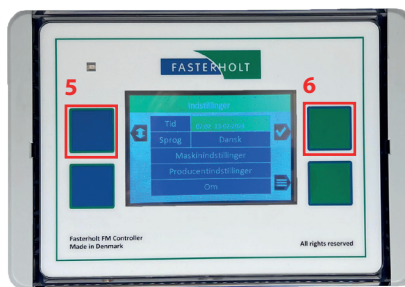 FASTERHOLT
5
6
Indstillinger
Tid
Sprog Dansk
Maskinindstillinger
Producentindstillinger
Om
Fasterholt FM Controller
Made in Denmark
All rights reserved